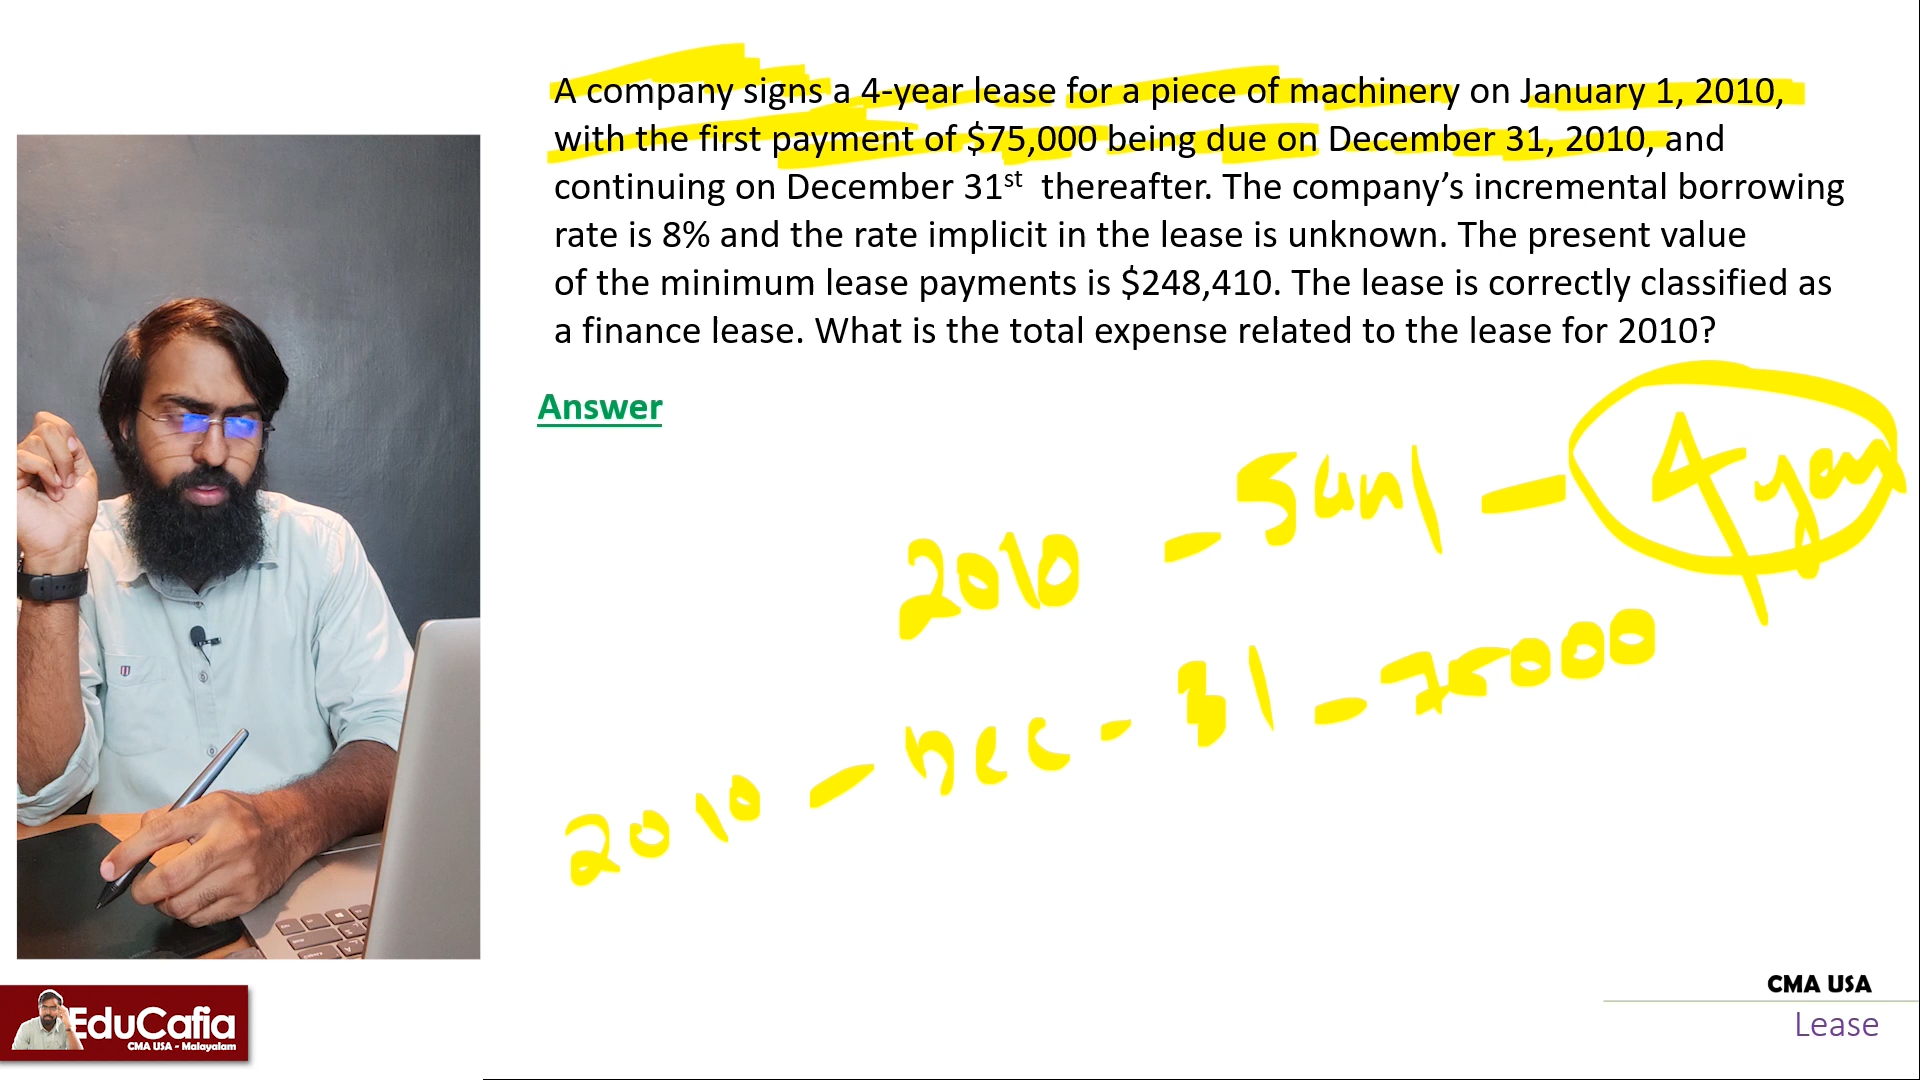 A company signs a 4-year lease for a piece of machinery on January 1, 2010,
with the first payment of $75,000 being due on December 31, 2010, and
continuing on December 31st thereafter. The company’s incremental borrowing
rate is 8% and the rate implicit in the lease is unknown. The present value
of the minimum lease payments is $248,410. The lease is correctly classified as
a finance lease. What is the total expense related to the lease for 2010?
Answer
2010 - Jan 1 - 4 year
2010 - Dec - 31 - 75000
EduCafia
CMA USA - Malayalam
CMA USA
Lease